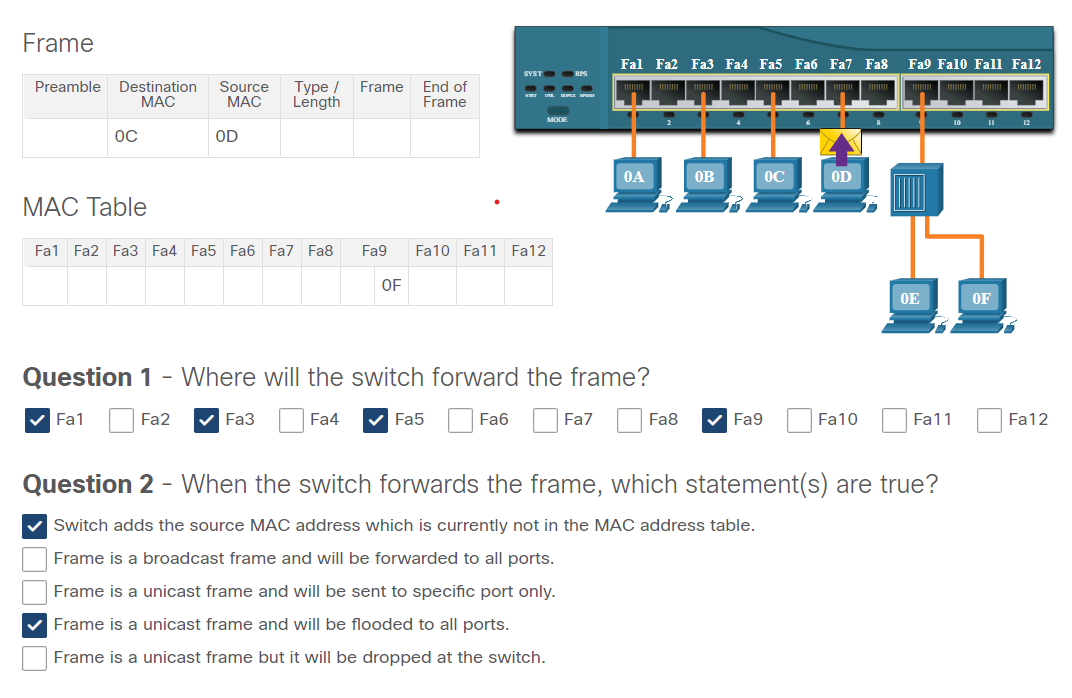 Frame
Preamble Destination MAC Source MAC Type / Length Frame End of Frame
0C 0D
MAC Table
Fa1 Fa2 Fa3 Fa4 Fa5 Fa6 Fa7 Fa8 Fa9 Fa10 Fa11 Fa12
0F
Fa1 Fa2 Fa3 Fa4 Fa5 Fa6 Fa7 Fa8 Fa9 Fa10 Fa11 Fa12
SYST RPS
STAT UTIL DUPLX SPEED
MODE
2 4 6 8 9 10 11 12
0A 0B 0C 0D
0E 0F
Question 1 - Where will the switch forward the frame?
Fa1 Fa2 Fa3 Fa4 Fa5 Fa6 Fa7 Fa8 Fa9 Fa10 Fa11 Fa12
Question 2 - When the switch forwards the frame, which statement(s) are true?
Switch adds the source MAC address which is currently not in the MAC address table.
Frame is a broadcast frame and will be forwarded to all ports.
Frame is a unicast frame and will be sent to specific port only.
Frame is a unicast frame and will be flooded to all ports.
Frame is a unicast frame but it will be dropped at the switch.